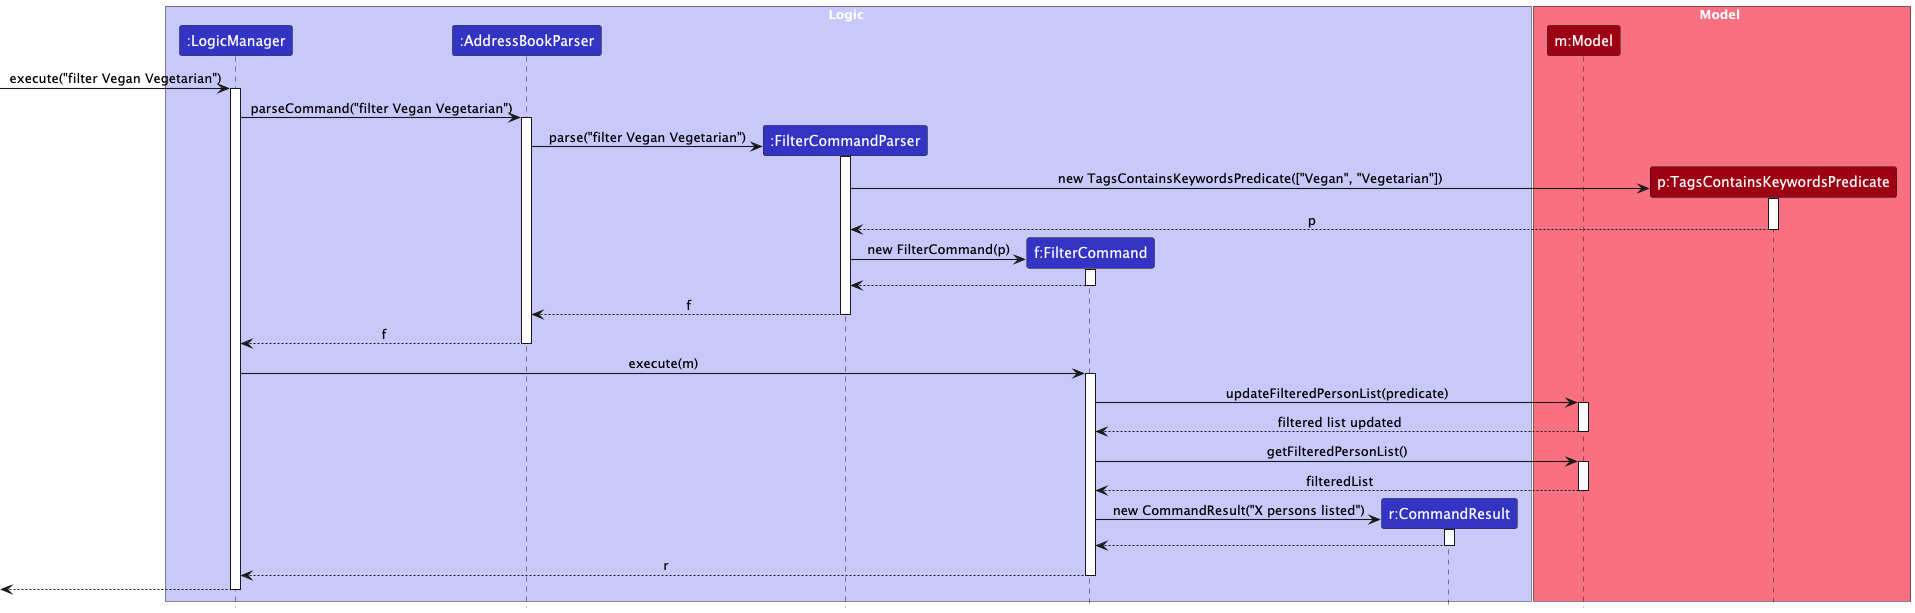 Logic
Model
:LogicManager
:AddressBookParser
m:Model
execute("filter Vegan Vegetarian")
parseCommand("filter Vegan Vegetarian")
parse("filter Vegan Vegetarian")
:FilterCommandParser
new TagsContainsKeywordsPredicate(["Vegan", "Vegetarian"])
p:TagsContainsKeywordsPredicate
p
new FilterCommand(p)
f:FilterCommand
f
f
execute(m)
updateFilteredPersonList(predicate)
filtered list updated
getFilteredPersonList()
filteredList
new CommandResult("X persons listed")
r:CommandResult
r